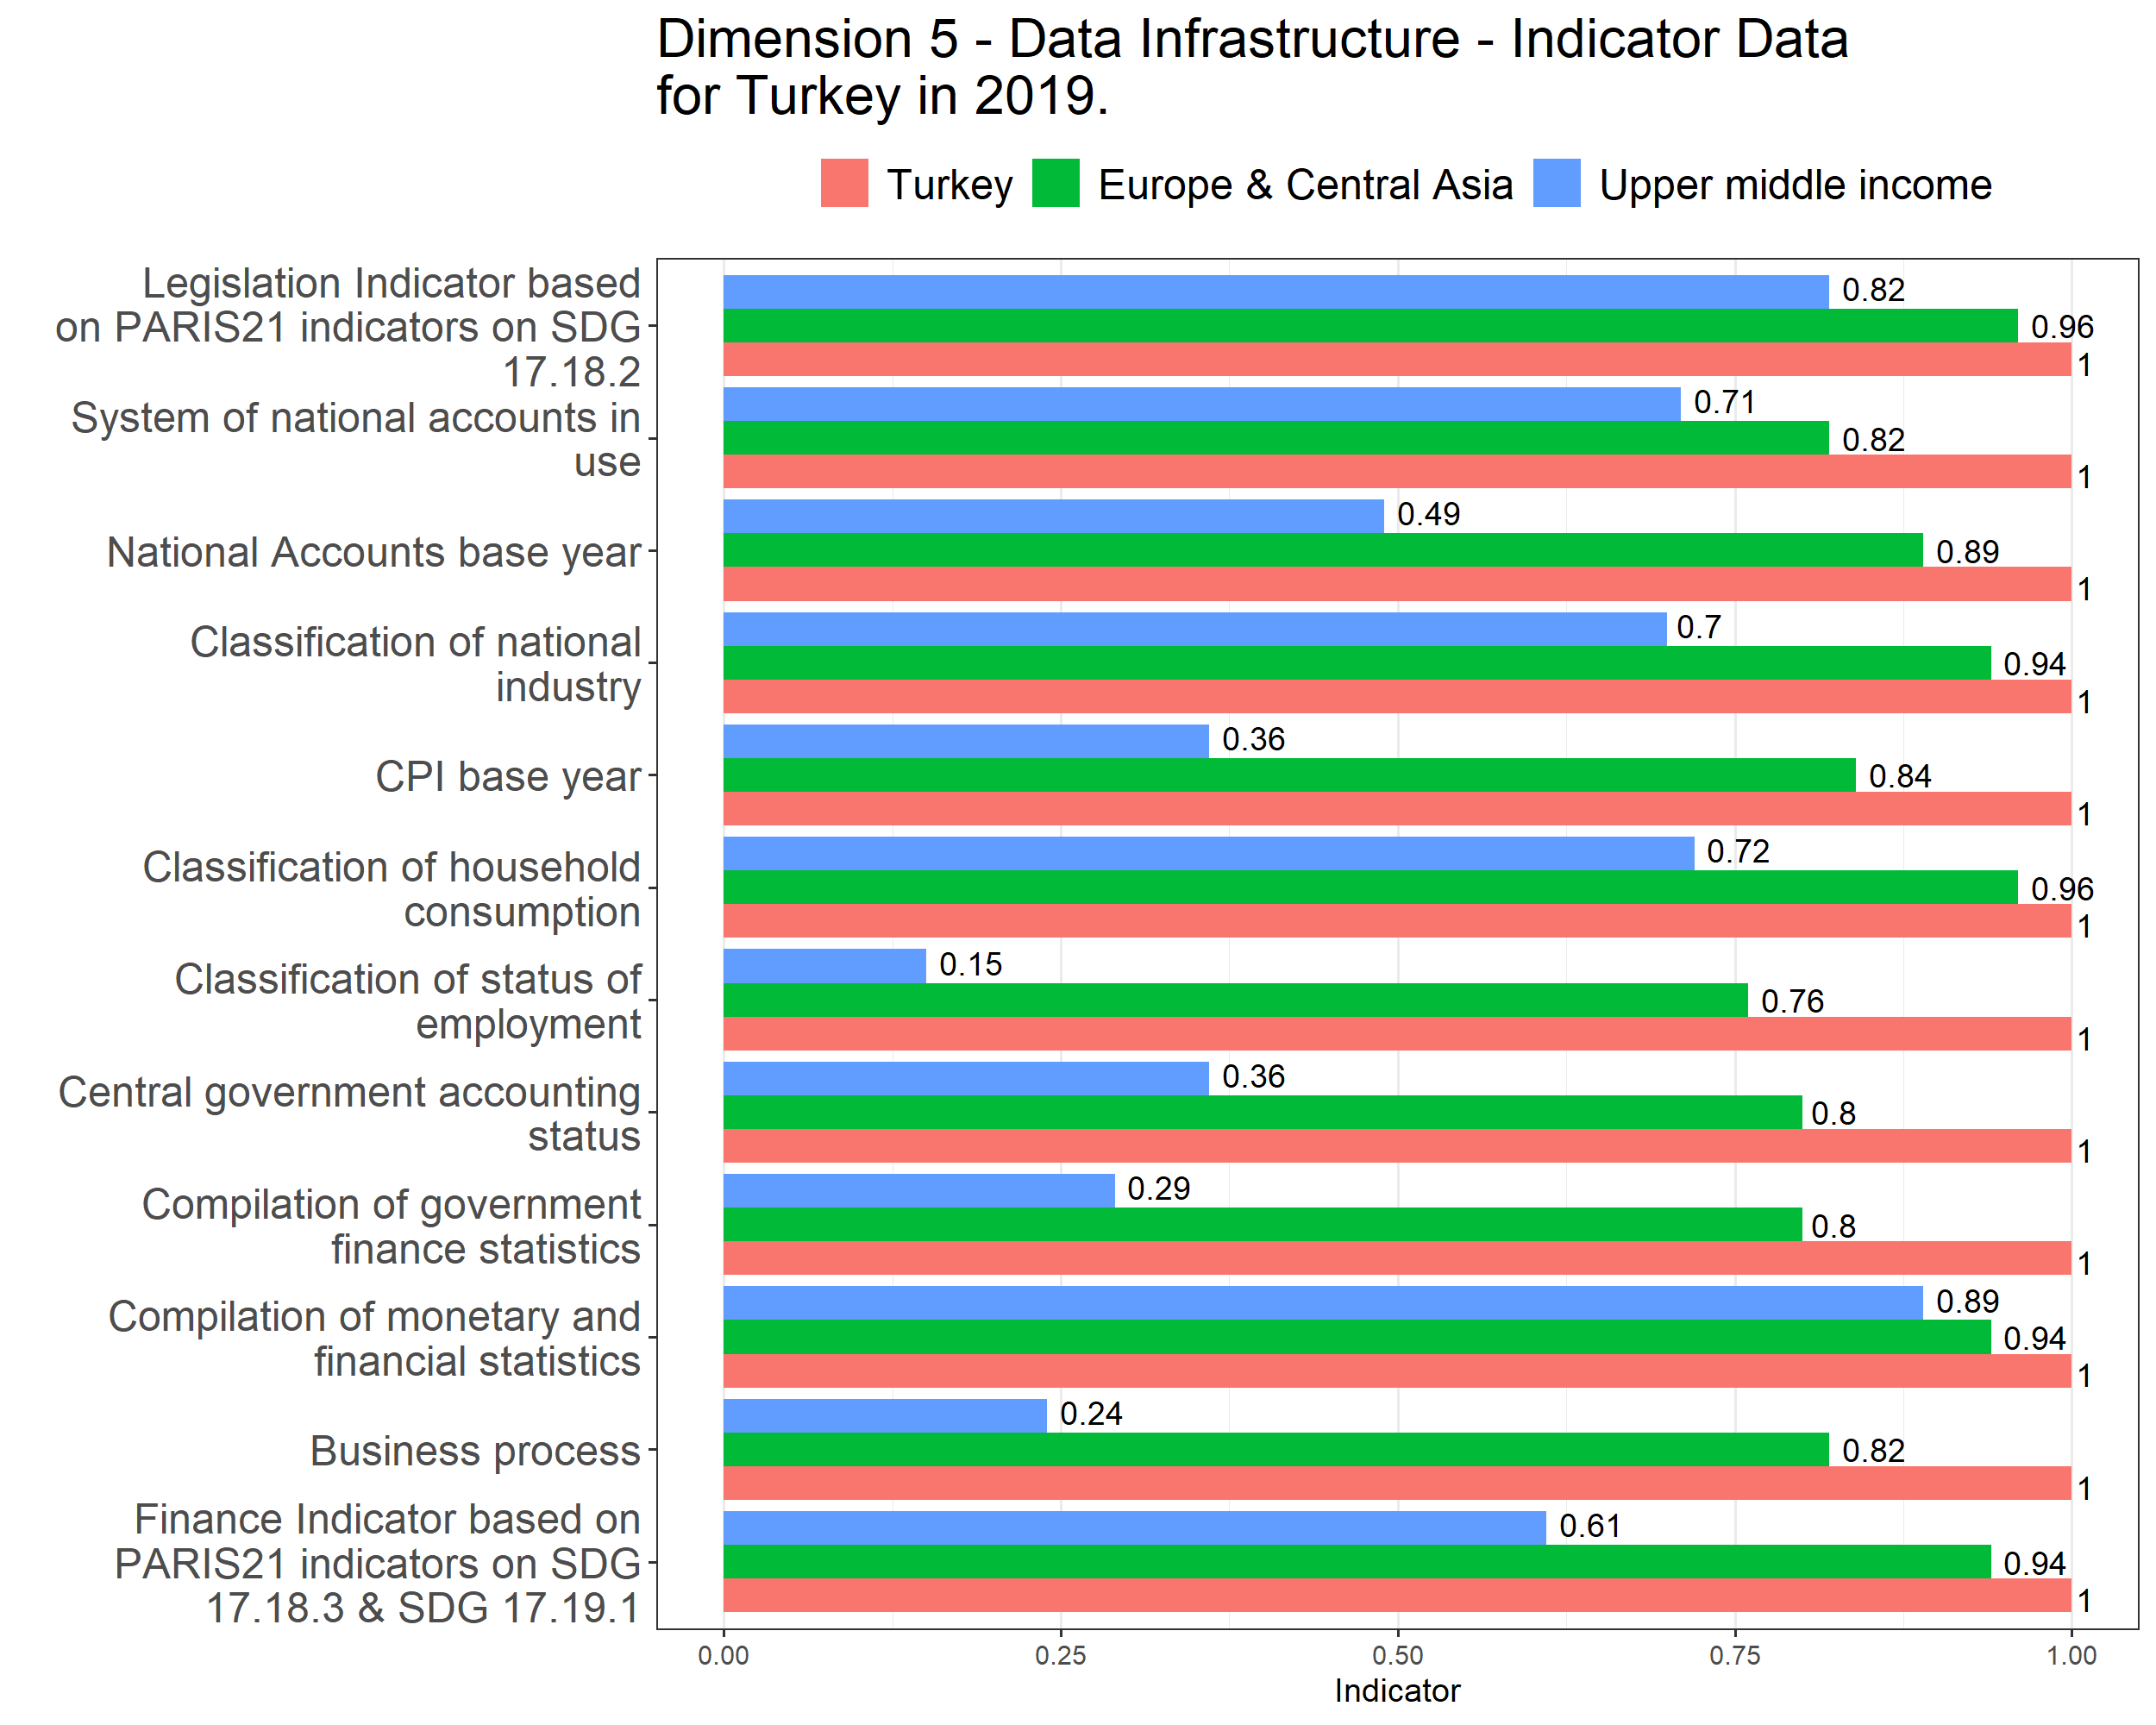 Dimension 5 - Data Infrastructure - Indicator Data
for Turkey in 2019.
Turkey
Europe & Central Asia
Upper middle income
Legislation Indicator based
on PARIS21 indicators on SDG
17.18.2
0.82
0.96
1
System of national accounts in
use
0.71
0.82
1
National Accounts base year
0.49
0.89
1
Classification of national
industry
0.7
0.94
1
CPI base year
0.36
0.84
1
Classification of household
consumption
0.72
0.96
1
Classification of status of
employment
0.15
0.76
1
Central government accounting
status
0.36
0.8
1
Compilation of government
finance statistics
0.29
0.8
1
Compilation of monetary and
financial statistics
0.89
0.94
1
Business process
0.24
0.82
1
Finance Indicator based on
PARIS21 indicators on SDG
17.18.3 & SDG 17.19.1
0.61
0.94
1
0.00
0.25
0.50
0.75
1.00
Indicator